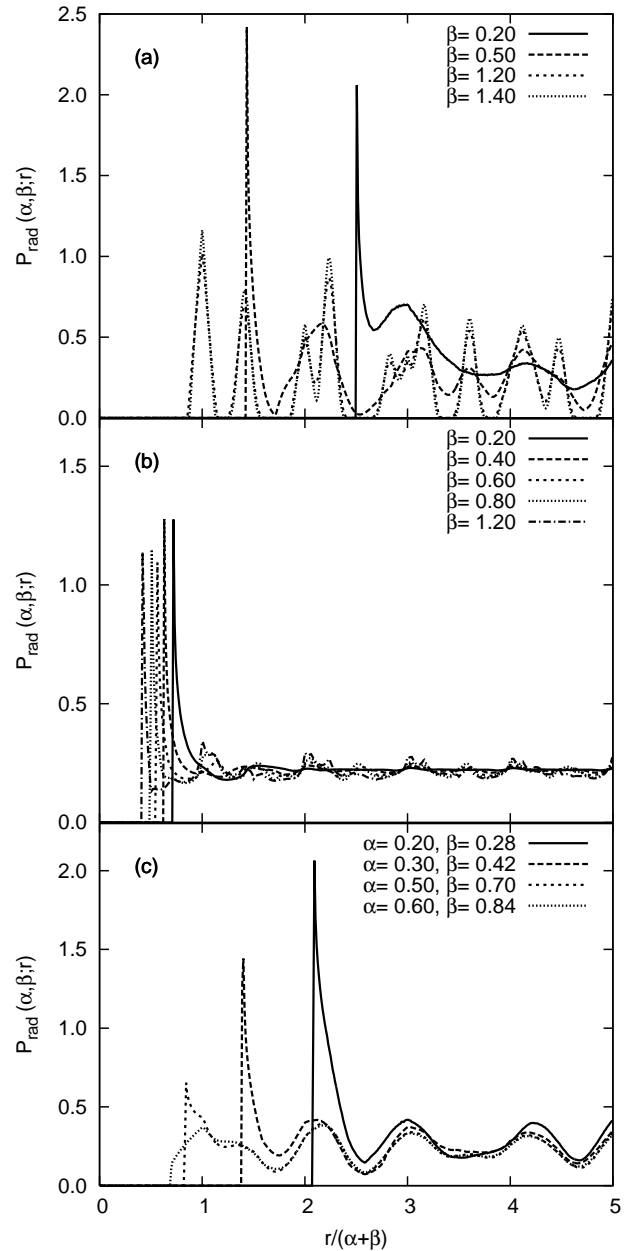 (a)
β= 0.20
β= 0.50
β= 1.20
β= 1.40
2.5
2.0
1.5
1.0
0.5
0.0
P_rad (α,β;r)
(b)
β= 0.20
β= 0.40
β= 0.60
β= 0.80
β= 1.20
1.5
1.0
0.5
0.0
P_rad (α,β;r)
(c)
α= 0.20, β= 0.28
α= 0.30, β= 0.42
α= 0.50, β= 0.70
α= 0.60, β= 0.84
2.0
1.5
1.0
0.5
0.0
P_rad (α,β;r)
0 1 2 3 4 5
r/(α+β)